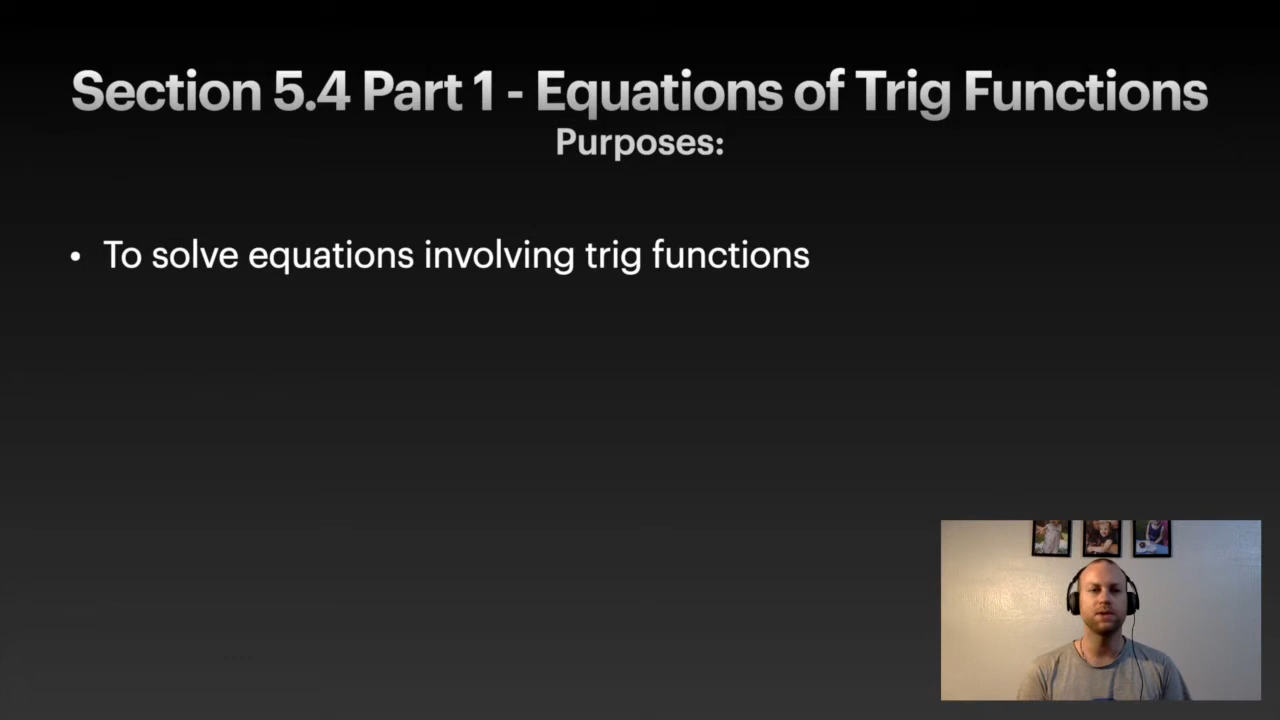 Section 5.4 Part 1 - Equations of Trig Functions
Purposes:
• To solve equations involving trig functions